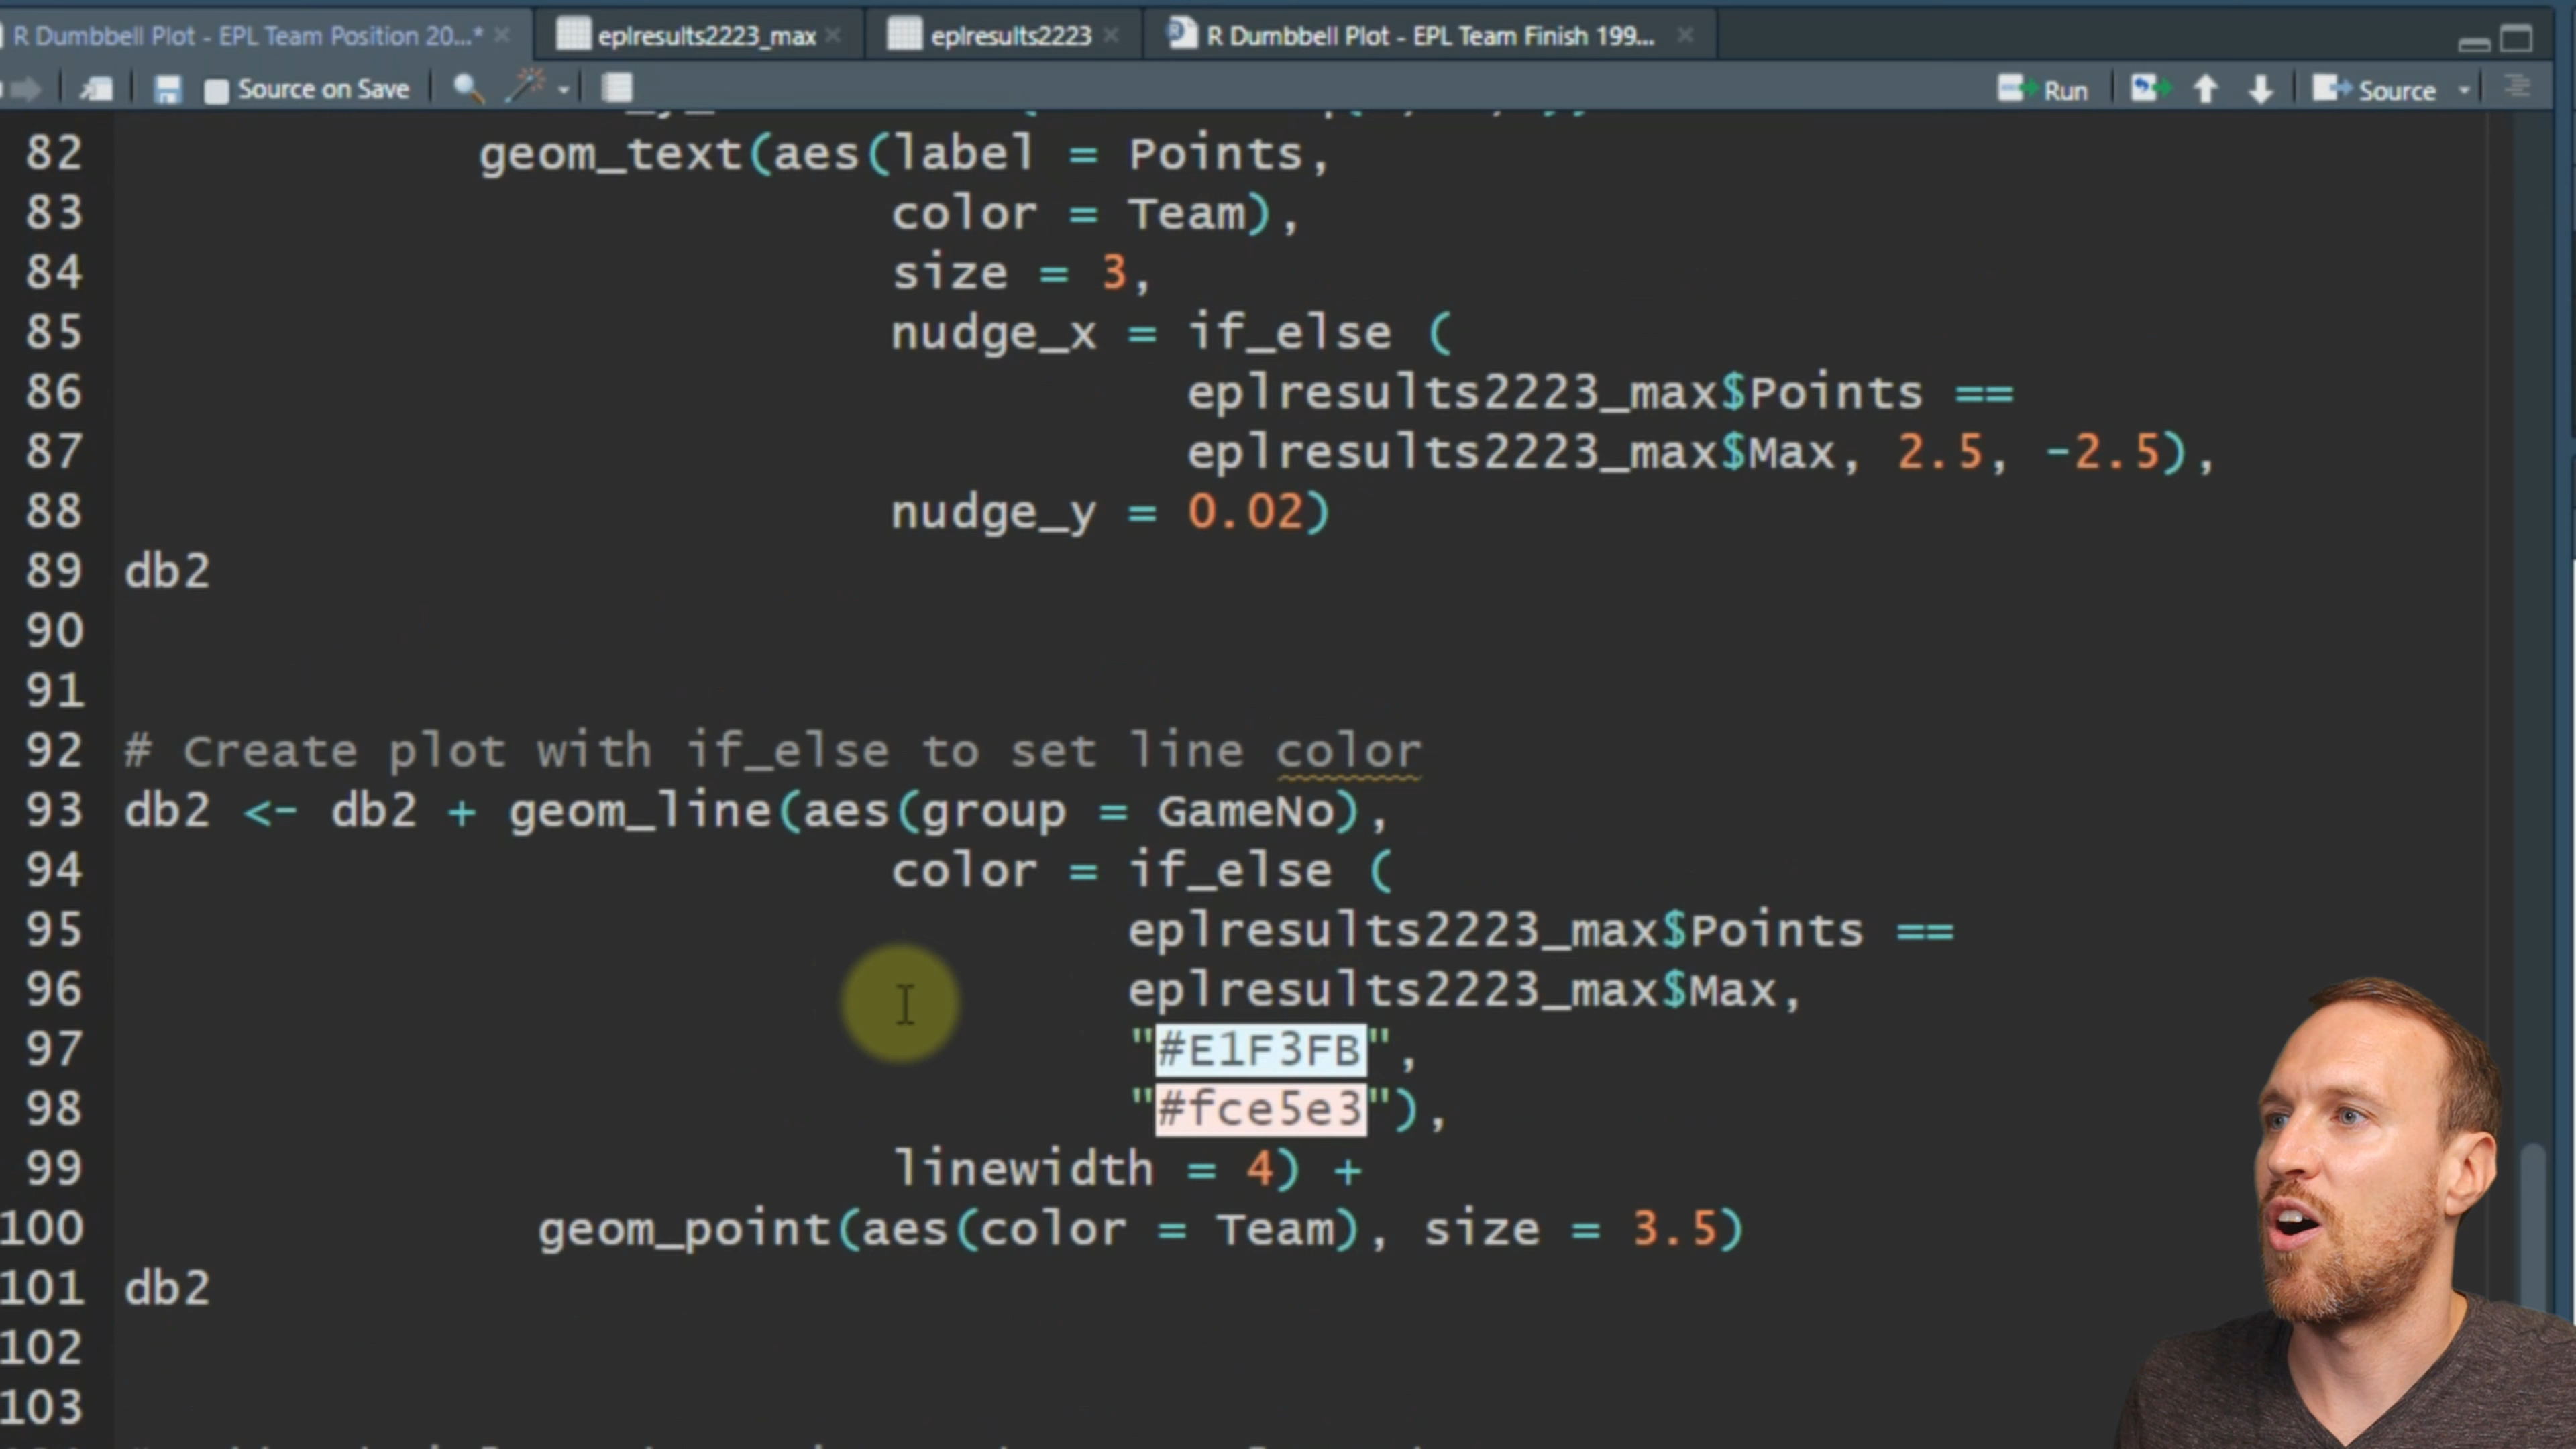 R Dumbbell Plot - EPL Team Position 20...*
eplresults2223_max
eplresults2223
R Dumbbell Plot - EPL Team Finish 199...
Source on Save
Run
Source
82 geom_text(aes(label = Points,
83 color = Team),
84 size = 3,
85 nudge_x = if_else (
86 eplresults2223_max$Points ==
87 eplresults2223_max$Max, 2.5, -2.5),
88 nudge_y = 0.02)
89 db2
90
91
92 # Create plot with if_else to set line color
93 db2 <- db2 + geom_line(aes(group = GameNo),
94 color = if_else (
95 eplresults2223_max$Points ==
96 eplresults2223_max$Max,
97 "#E1F3FB",
98 "#fce5e3"),
99 linewidth = 4) +
100 geom_point(aes(color = Team), size = 3.5)
101 db2
102
103